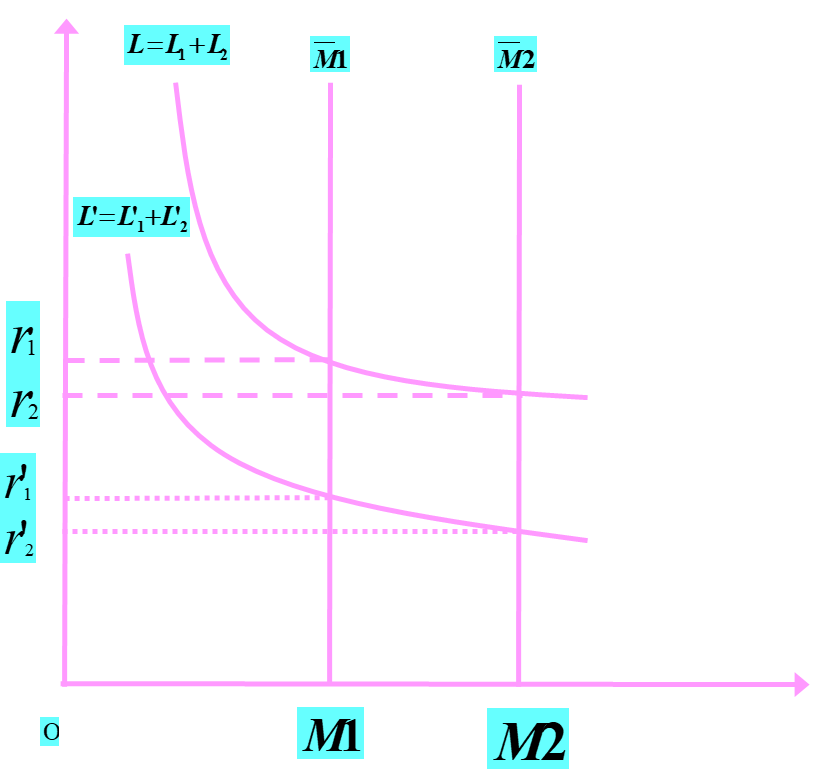 L=L₁+L₂
M̅1
M̅2
L'=L'₁+L'₂
r₁
r₂
r'₁
r'₂
O
M1
M2